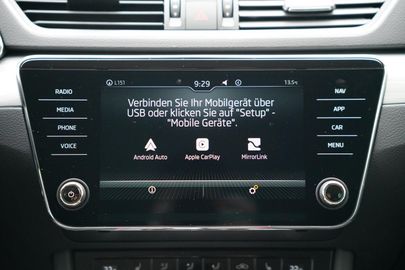 9:29
13.5
RADIO
MEDIA
PHONE
VOICE
Verbinden Sie Ihr Mobilgerät über
USB oder klicken Sie auf "Setup" -
"Mobile Geräte".
Android Auto
Apple CarPlay
MirrorLink
NAV
APP
CAR
MENU